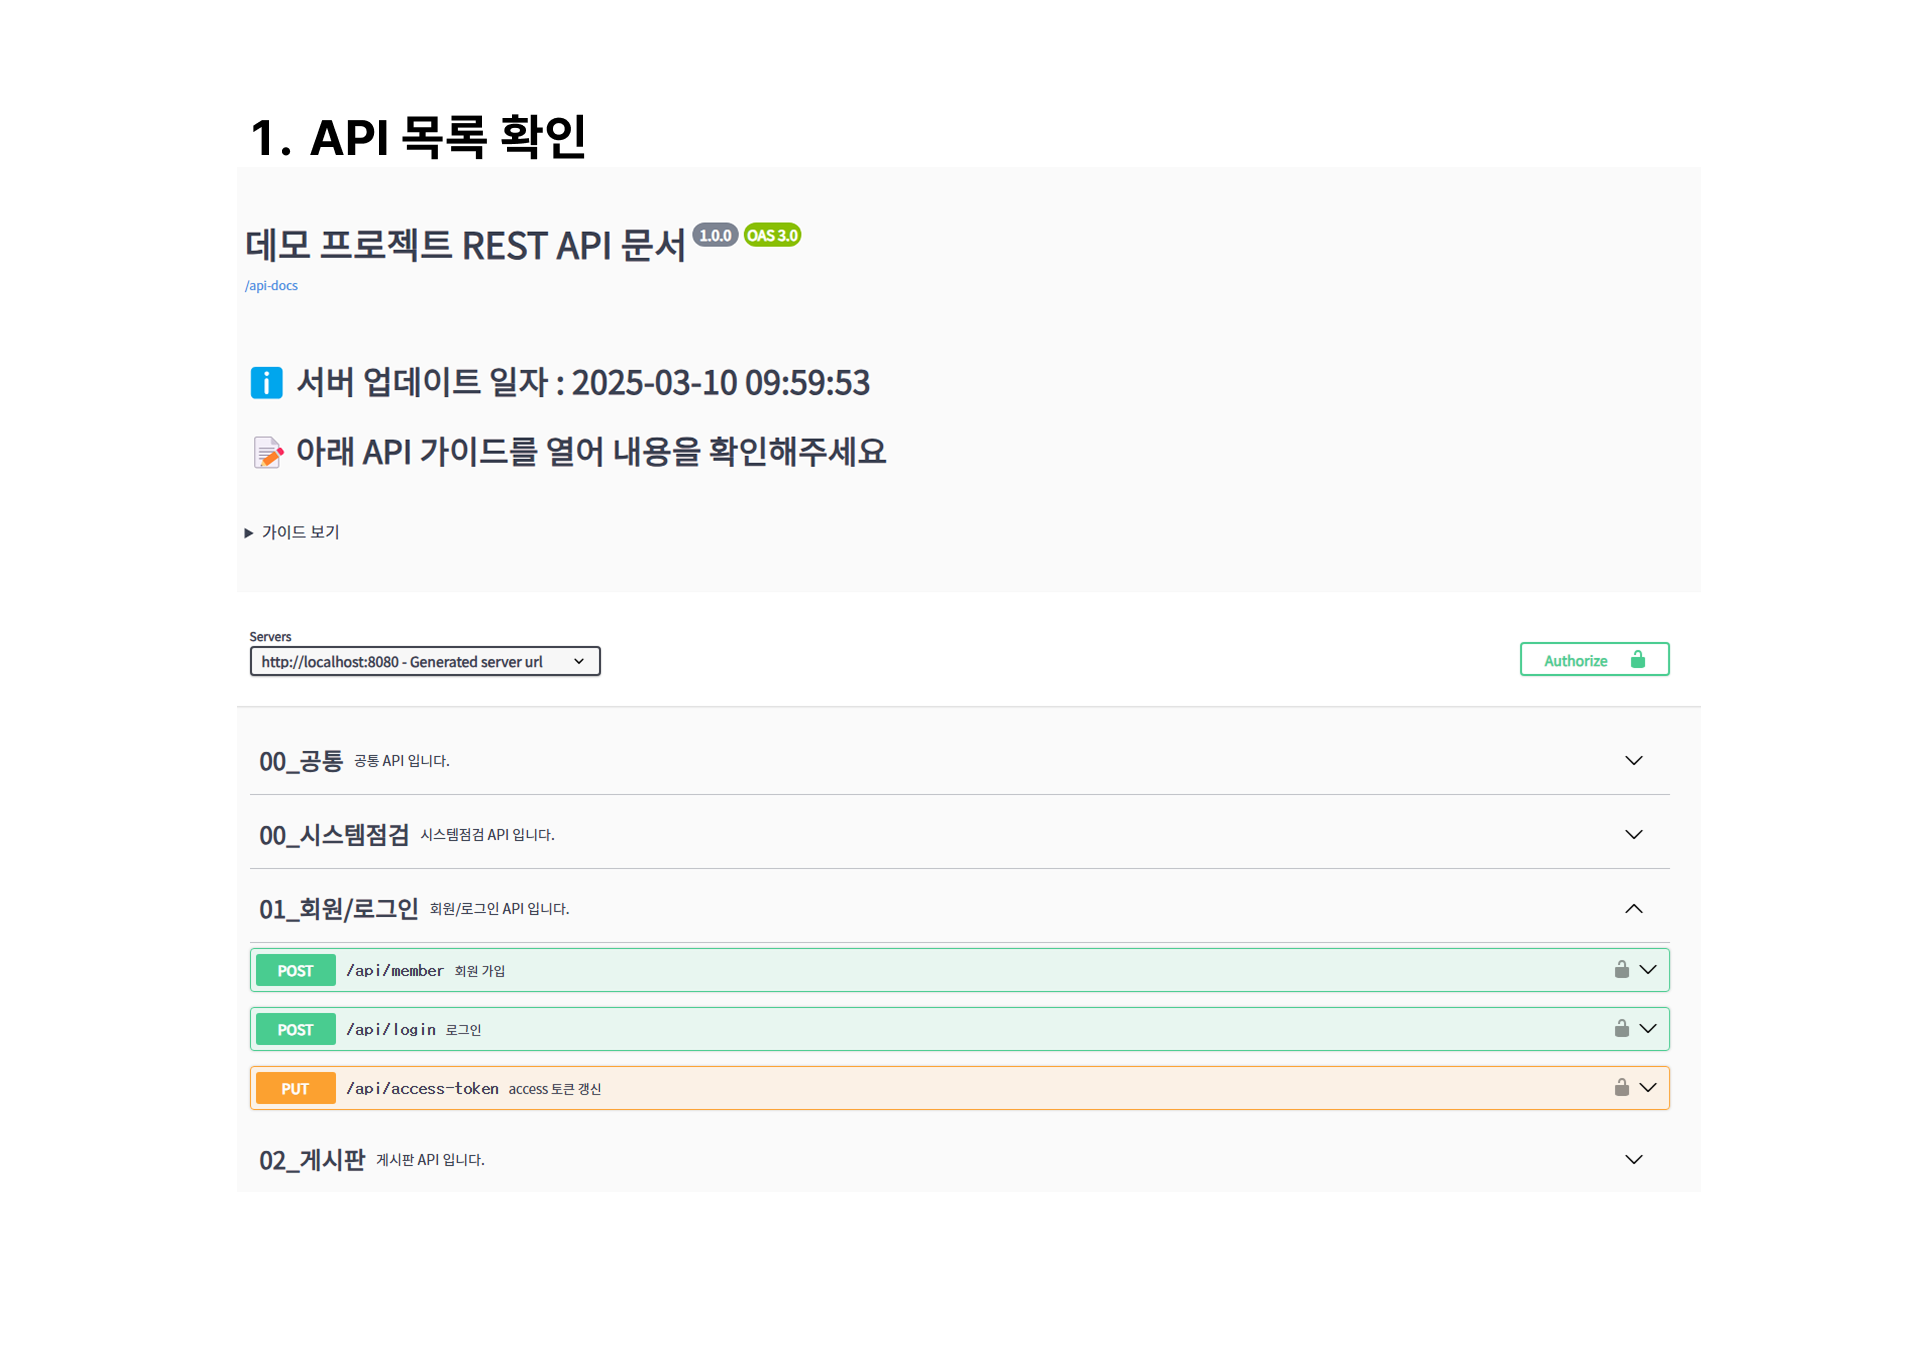 1. API 목록 확인
데모 프로젝트 REST API 문서 1.0.0 OAS 3.0
/api-docs
서버 업데이트 일자 : 2025-03-10 09:59:53
아래 API 가이드를 열어 내용을 확인해주세요
가이드 보기
Servers
http://localhost:8080 - Generated server url
Authorize
00_공통 공통 API 입니다.
00_시스템점검 시스템점검 API 입니다.
01_회원/로그인 회원/로그인 API 입니다.
POST /api/member 회원 가입
POST /api/login 로그인
PUT /api/access-token access 토큰 갱신
02_게시판 게시판 API 입니다.